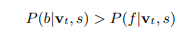 P(b|v_t, s) > P(f|v_t, s)